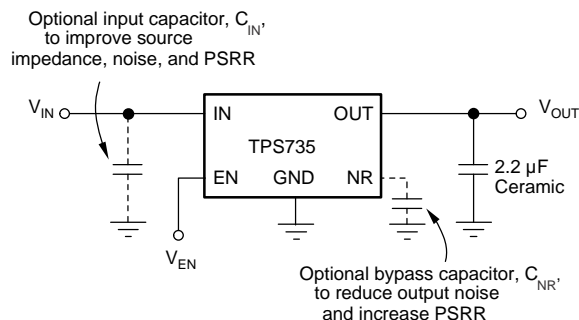 Optional input capacitor, C_IN,
to improve source
impedance, noise, and PSRR
V_IN
IN
OUT
V_OUT
TPS735
EN
GND
NR
2.2 µF
Ceramic
V_EN
Optional bypass capacitor, C_NR,
to reduce output noise
and increase PSRR